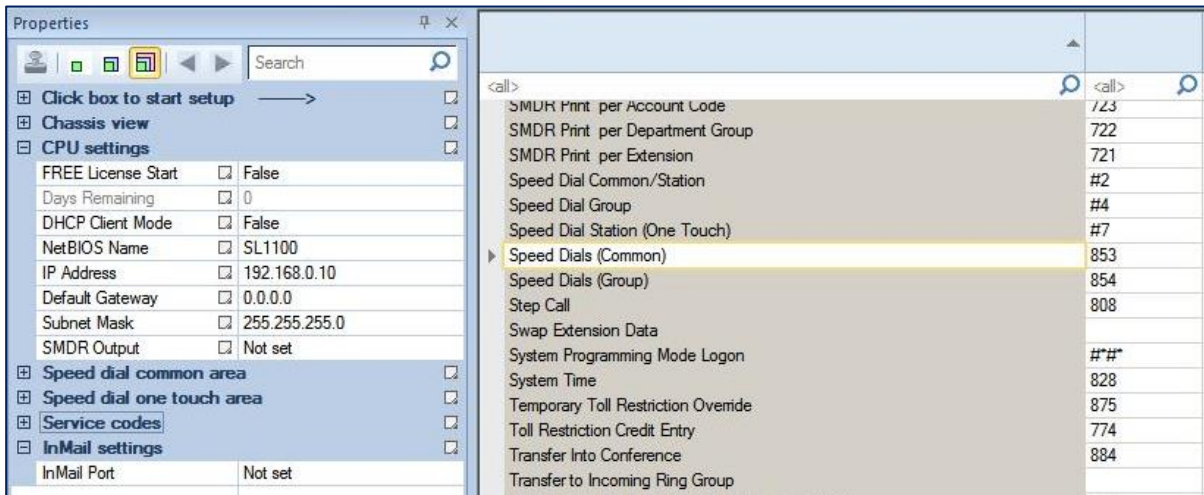 Properties
Search
Click box to start setup ----->
Chassis view
CPU settings
FREE License Start False
Days Remaining 0
DHCP Client Mode False
NetBIOS Name SL1100
IP Address 192.168.0.10
Default Gateway 0.0.0.0
Subnet Mask 255.255.255.0
SMDR Output Not set
Speed dial common area
Speed dial one touch area
Service codes
InMail settings
InMail Port Not set
<all> <all>
SMDR Print per Account Code 723
SMDR Print per Department Group 722
SMDR Print per Extension 721
Speed Dial Common/Station #2
Speed Dial Group #4
Speed Dial Station (One Touch) #7
Speed Dials (Common) 853
Speed Dials (Group) 854
Step Call 808
Swap Extension Data
System Programming Mode Logon #*#*
System Time 828
Temporary Toll Restriction Override 875
Toll Restriction Credit Entry 774
Transfer Into Conference 884
Transfer to Incoming Ring Group